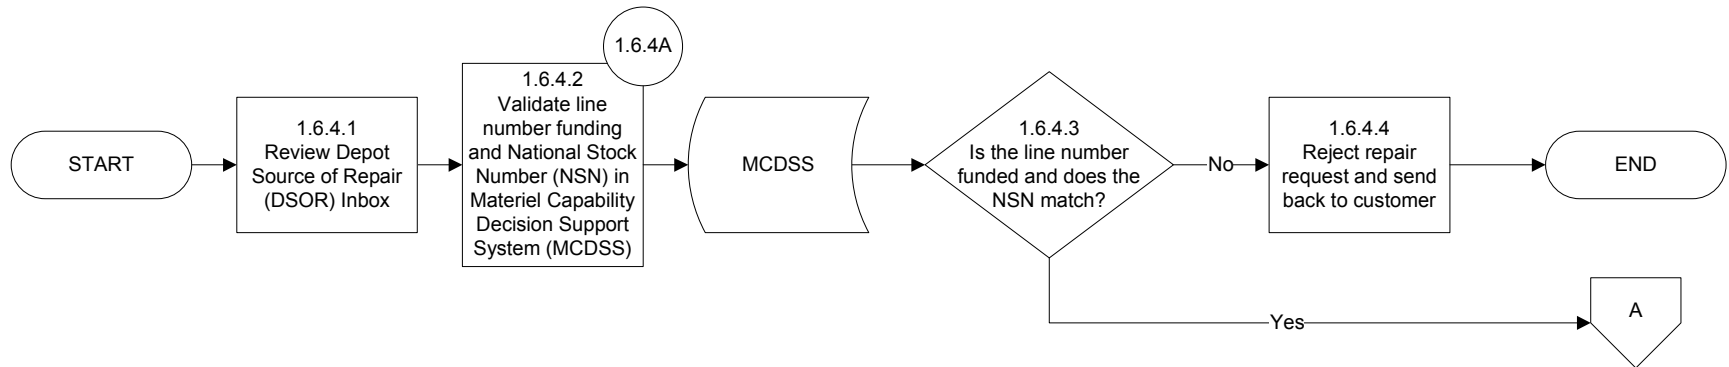 START
1.6.4.1
Review Depot
Source of Repair
(DSOR) Inbox
1.6.4A
1.6.4.2
Validate line
number funding
and National Stock
Number (NSN) in
Materiel Capability
Decision Support
System (MCDSS)
MCDSS
1.6.4.3
Is the line number
funded and does the
NSN match?
No
1.6.4.4
Reject repair
request and send
back to customer
END
Yes
A